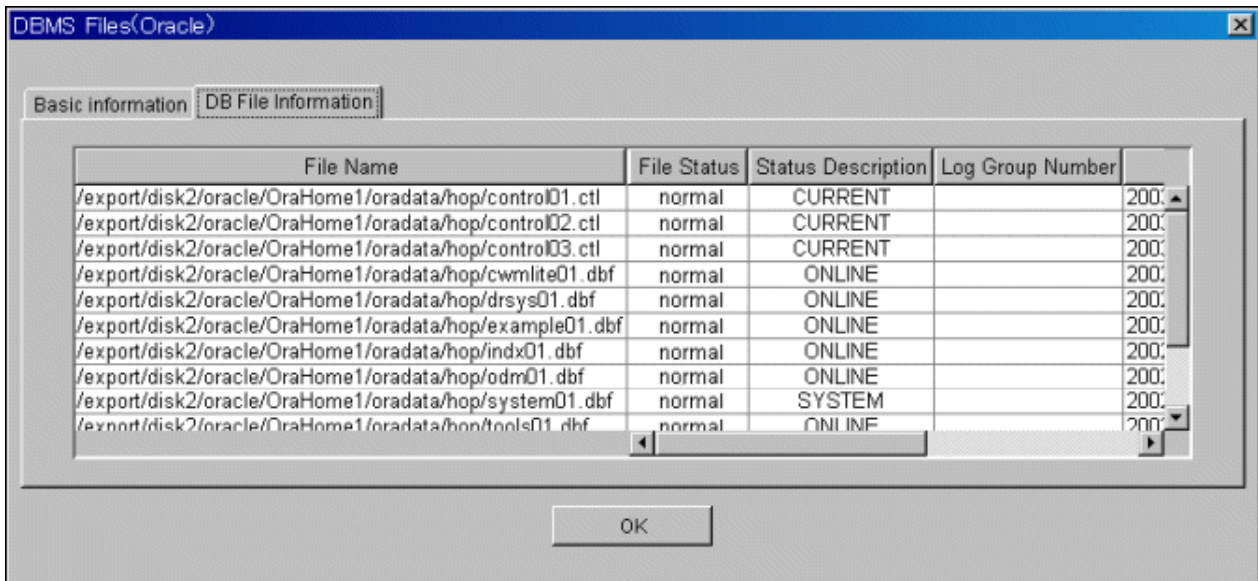 DBMS Files(Oracle)
Basic information DB File Information
File Name File Status Status Description Log Group Number
/export/disk2/oracle/OraHome1/oradata/hop/control01.ctl normal CURRENT
/export/disk2/oracle/OraHome1/oradata/hop/control02.ctl normal CURRENT
/export/disk2/oracle/OraHome1/oradata/hop/control03.ctl normal CURRENT
/export/disk2/oracle/OraHome1/oradata/hop/cwmlite01.dbf normal ONLINE
/export/disk2/oracle/OraHome1/oradata/hop/drsys01.dbf normal ONLINE
/export/disk2/oracle/OraHome1/oradata/hop/example01.dbf normal ONLINE
/export/disk2/oracle/OraHome1/oradata/hop/indx01.dbf normal ONLINE
/export/disk2/oracle/OraHome1/oradata/hop/odm01.dbf normal ONLINE
/export/disk2/oracle/OraHome1/oradata/hop/system01.dbf normal SYSTEM
/export/disk2/oracle/OraHome1/oradata/hop/tools01.dbf normal ONLINE
OK